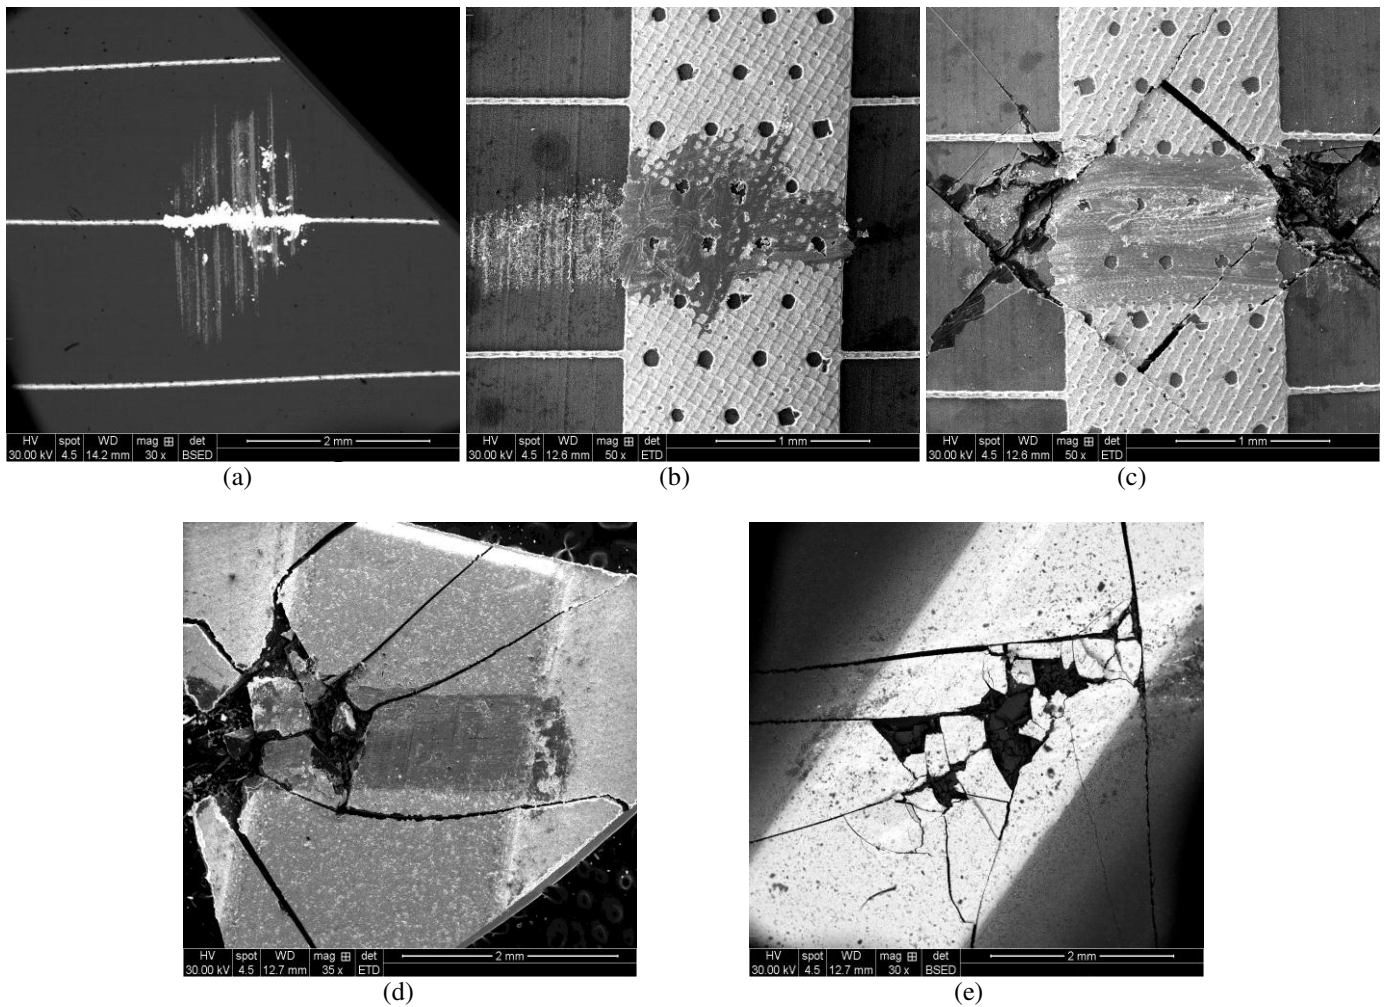 HV spot WD mag ⊞ det
30.00 kV 4.5 14.2 mm 30 x BSED 2 mm
(a)
HV spot WD mag ⊞ det
30.00 kV 4.5 12.6 mm 50 x ETD 1 mm
(b)
HV spot WD mag ⊞ det
30.00 kV 4.5 12.6 mm 50 x ETD 1 mm
(c)
HV spot WD mag ⊞ det
30.00 kV 4.5 12.7 mm 35 x ETD 2 mm
(d)
HV spot WD mag ⊞ det
30.00 kV 4.5 12.7 mm 30 x BSED 2 mm
(e)